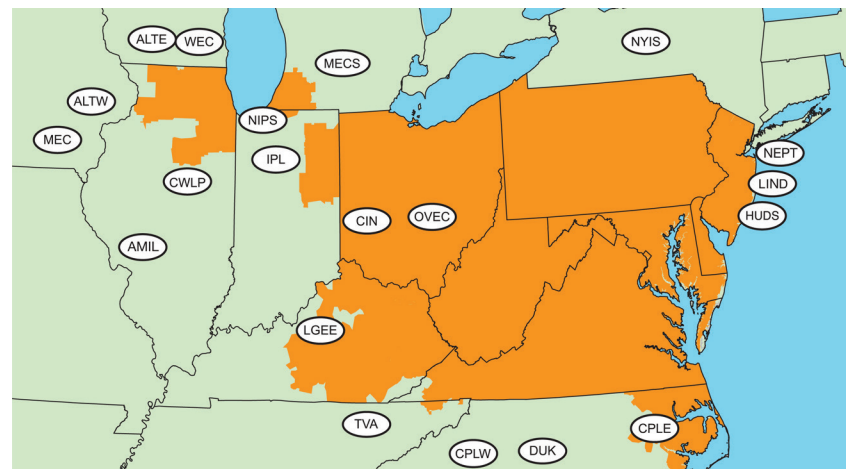 ALTE
WEC
NYIS
MECS
ALTW
NIPS
MEC
NEPT
IPL
CWLP
LIND
HUDS
CIN
OVEC
AMIL
LGEE
TVA
CPLE
CPLW
DUK